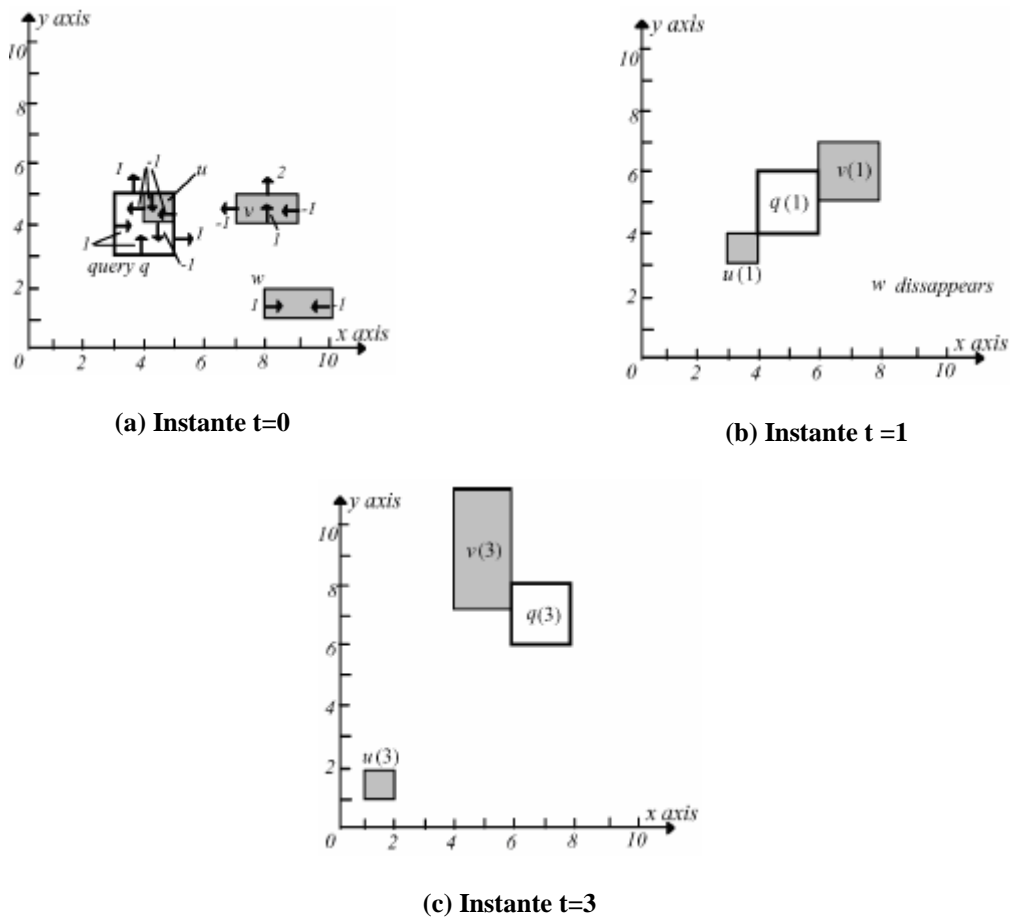 y axis
10
8
6
4
2
0
1
-1
u
1
1
-1
query q
2
v
-1
-1
1
w
1
-1
x axis
2 4 6 8 10
(a) Instante t=0
y axis
10
8
6
4
2
0
v(1)
q(1)
u(1)
w dissappears
x axis
2 4 6 8 10
(b) Instante t =1
y axis
10
8
6
4
2
0
v(3)
q(3)
u(3)
x axis
2 4 6 8 10
(c) Instante t=3